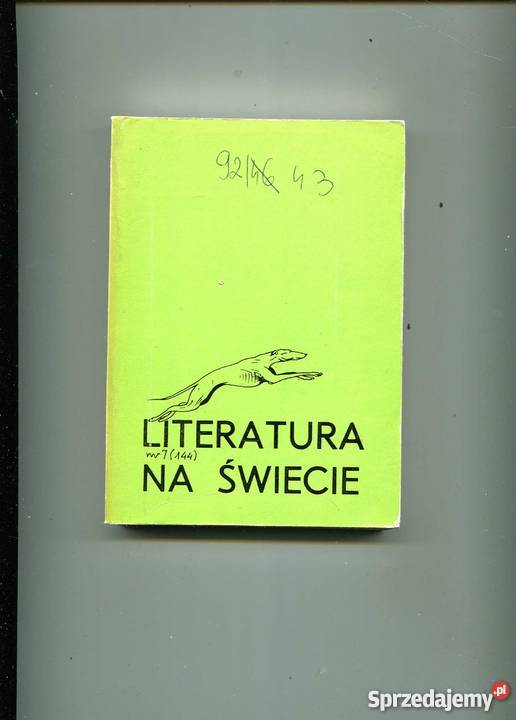 92/46 43
LITERATURA
nr 7 (144)
NA ŚWIECIE
Sprzedajemy.pl